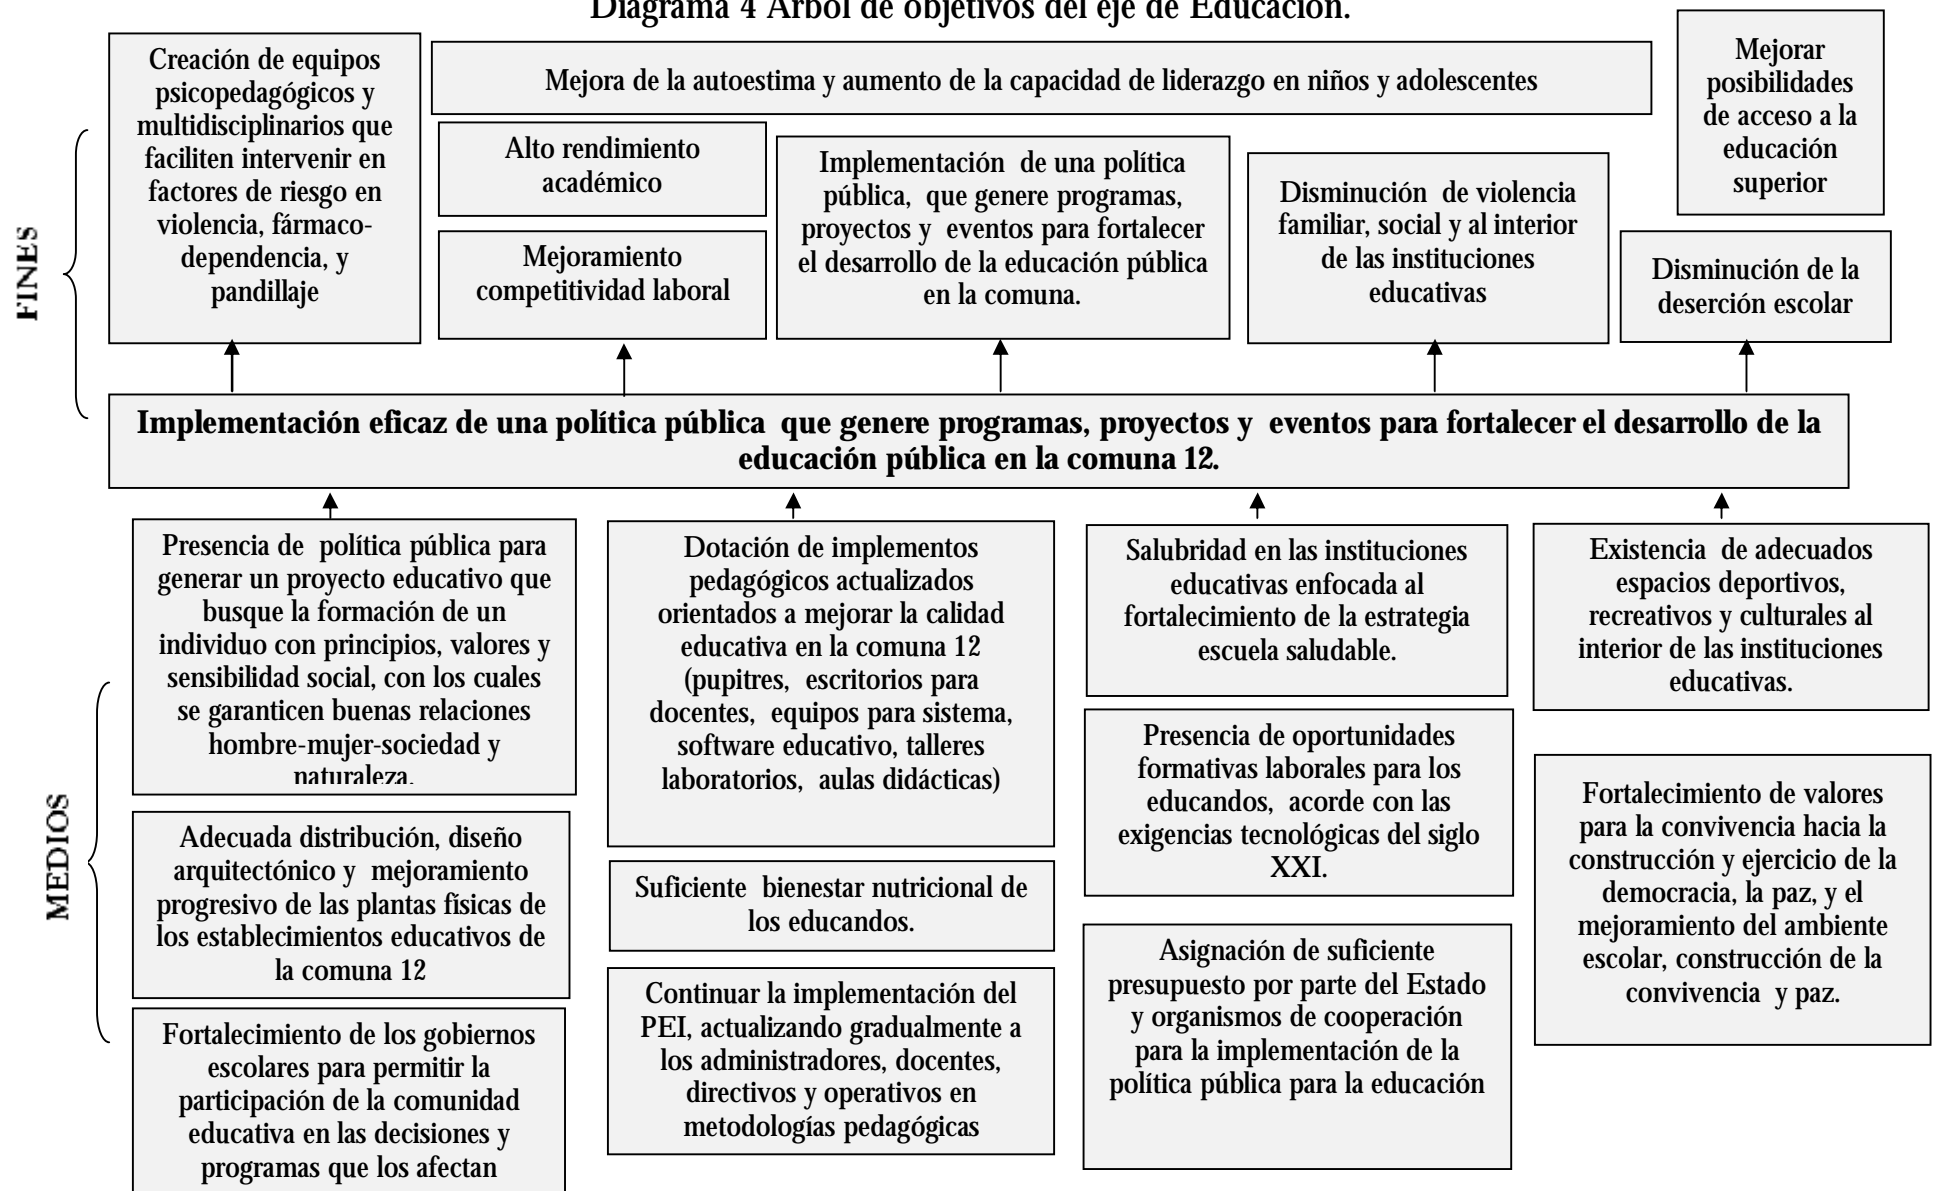 Diagrama 4 Árbol de objetivos del eje de Educación.
FINES
Creación de equipos
psicopedagógicos y
multidisciplinarios que
faciliten intervenir en
factores de riesgo en
violencia, fármaco-
dependencia, y
pandillaje
Mejora de la autoestima y aumento de la capacidad de liderazgo en niños y adolescentes
Mejorar
posibilidades
de acceso a la
educación
superior
Alto rendimiento
académico
Mejoramiento
competitividad laboral
Implementación de una política
pública, que genere programas,
proyectos y eventos para fortalecer
el desarrollo de la educación pública
en la comuna.
Disminución de violencia
familiar, social y al interior
de las instituciones
educativas
Disminución de la
deserción escolar
Implementación eficaz de una política pública que genere programas, proyectos y eventos para fortalecer el desarrollo de la
educación pública en la comuna 12.
MEDIOS
Presencia de política pública para
generar un proyecto educativo que
busque la formación de un
individuo con principios, valores y
sensibilidad social, con los cuales
se garanticen buenas relaciones
hombre-mujer-sociedad y
naturaleza.
Adecuada distribución, diseño
arquitectónico y mejoramiento
progresivo de las plantas físicas de
los establecimientos educativos de
la comuna 12
Fortalecimiento de los gobiernos
escolares para permitir la
participación de la comunidad
educativa en las decisiones y
programas que los afectan
Dotación de implementos
pedagógicos actualizados
orientados a mejorar la calidad
educativa en la comuna 12
(pupitres, escritorios para
docentes, equipos para sistema,
software educativo, talleres
laboratorios, aulas didácticas)
Suficiente bienestar nutricional de
los educandos.
Continuar la implementación del
PEI, actualizando gradualmente a
los administradores, docentes,
directivos y operativos en
metodologías pedagógicas
Salubridad en las instituciones
educativas enfocada al
fortalecimiento de la estrategia
escuela saludable.
Presencia de oportunidades
formativas laborales para los
educandos, acorde con las
exigencias tecnológicas del siglo
XXI.
Asignación de suficiente
presupuesto por parte del Estado
y organismos de cooperación
para la implementación de la
política pública para la educación
Existencia de adecuados
espacios deportivos,
recreativos y culturales al
interior de las instituciones
educativas.
Fortalecimiento de valores
para la convivencia hacia la
construcción y ejercicio de la
democracia, la paz, y el
mejoramiento del ambiente
escolar, construcción de la
convivencia y paz.